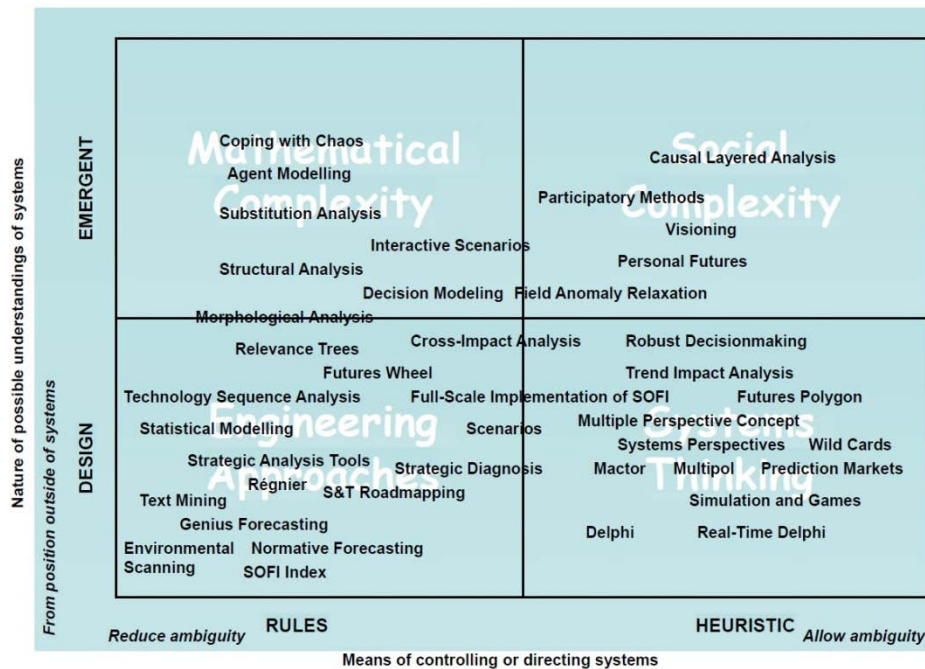 Nature of possible understandings of systems
From position outside of systems
EMERGENT
DESIGN
Mathematical
Complexity
Coping with Chaos
Agent Modelling
Substitution Analysis
Interactive Scenarios
Structural Analysis
Decision Modeling
Morphological Analysis
Social
Complexity
Causal Layered Analysis
Participatory Methods
Visioning
Personal Futures
Field Anomaly Relaxation
Engineering
Approaches
Relevance Trees
Cross-Impact Analysis
Futures Wheel
Technology Sequence Analysis
Full-Scale Implementation of SOFI
Statistical Modelling
Scenarios
Strategic Analysis Tools
Strategic Diagnosis
Régnier
S&T Roadmapping
Text Mining
Genius Forecasting
Environmental
Scanning
Normative Forecasting
SOFI Index
Systems
Thinking
Robust Decisionmaking
Trend Impact Analysis
Futures Polygon
Multiple Perspective Concept
Systems Perspectives
Wild Cards
Mactor
Multipol
Prediction Markets
Simulation and Games
Delphi
Real-Time Delphi
Reduce ambiguity
RULES
HEURISTIC
Allow ambiguity
Means of controlling or directing systems